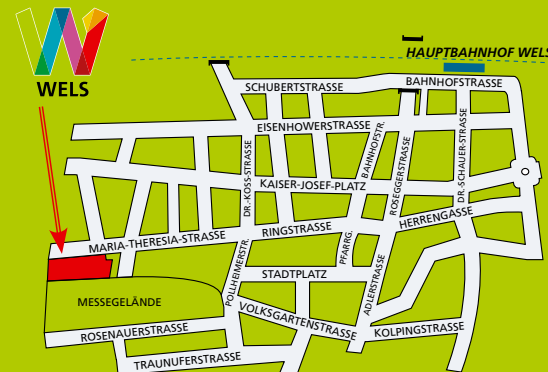 WELS
HAUPTBAHNHOF WELS
SCHUBERTSTRASSE
BAHNHOFSTRASSE
EISENHOWERSTRASSE
BAHNHOFSTR.
ROSEGGERSTRASSE
DR.-SCHAUER-STRASSE
DR.-KOSS-STRASSE
KAISER-JOSEF-PLATZ
HERRENGASSE
MARIA-THERESIA-STRASSE
RINGSTRASSE
PFARRG.
POLLHEIMERSTR.
STADTPLATZ
ADLERSTRASSE
MESSEGELÄNDE
VOLKSGARTENSTRASSE
KOLPINGSTRASSE
ROSENAUERSTRASSE
TRAUNUFERSTRASSE